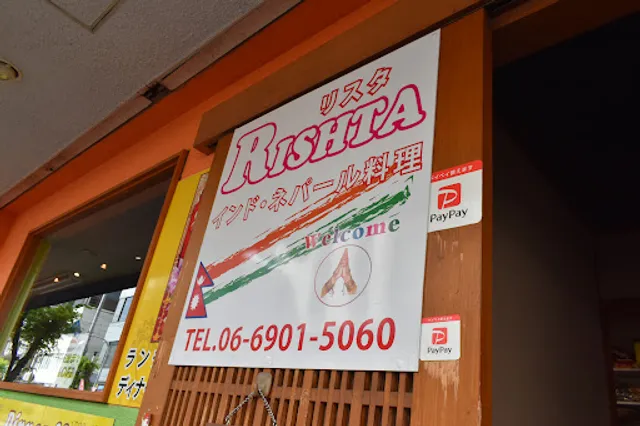 リスタ
RISHTA
インド・ネパール料理
Welcome
TEL.06-6901-5060
PayPay
PayPay
ラン
ディナ
Dinner